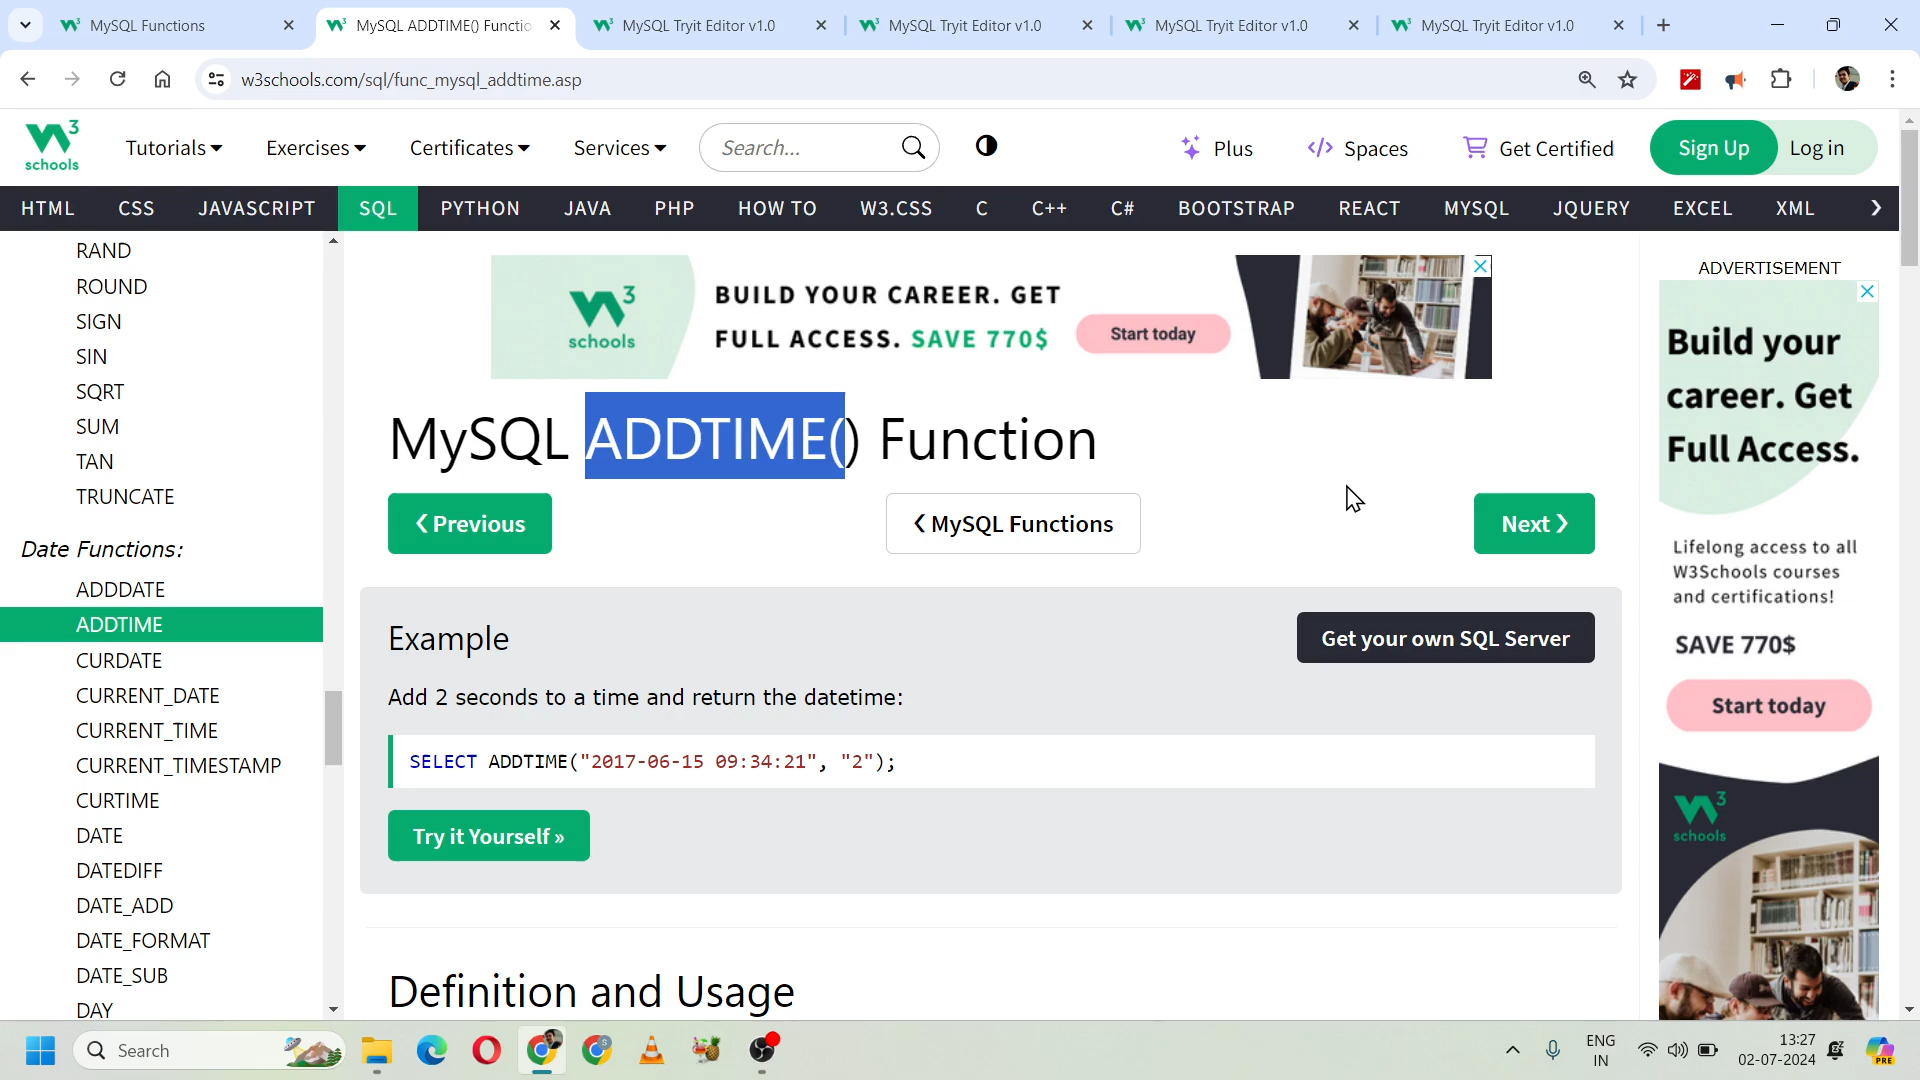 MySQL Functions
MySQL ADDTIME() Functio
MySQL Tryit Editor v1.0
MySQL Tryit Editor v1.0
MySQL Tryit Editor v1.0
MySQL Tryit Editor v1.0
w3schools.com/sql/func_mysql_addtime.asp
W3 schools
Tutorials
Exercises
Certificates
Services
Search...
Plus
Spaces
Get Certified
Sign Up
Log in
HTML CSS JAVASCRIPT SQL PYTHON JAVA PHP HOW TO W3.CSS C C++ C# BOOTSTRAP REACT MYSQL JQUERY EXCEL XML
RAND
ROUND
SIGN
SIN
SQRT
SUM
TAN
TRUNCATE
Date Functions:
ADDDATE
ADDTIME
CURDATE
CURRENT_DATE
CURRENT_TIME
CURRENT_TIMESTAMP
CURTIME
DATE
DATEDIFF
DATE_ADD
DATE_FORMAT
DATE_SUB
DAY
W3 schools
BUILD YOUR CAREER. GET
FULL ACCESS. SAVE 770$
Start today
MySQL ADDTIME() Function
❮ Previous
❮ MySQL Functions
Next ❯
Example
Get your own SQL Server
Add 2 seconds to a time and return the datetime:
SELECT ADDTIME("2017-06-15 09:34:21", "2");
Try it Yourself »
Definition and Usage
ADVERTISEMENT
Build your
career. Get
Full Access.
Lifelong access to all
W3Schools courses
and certifications!
SAVE 770$
Start today
W3 schools
Search
PRE
ENG
IN
13:27
02-07-2024